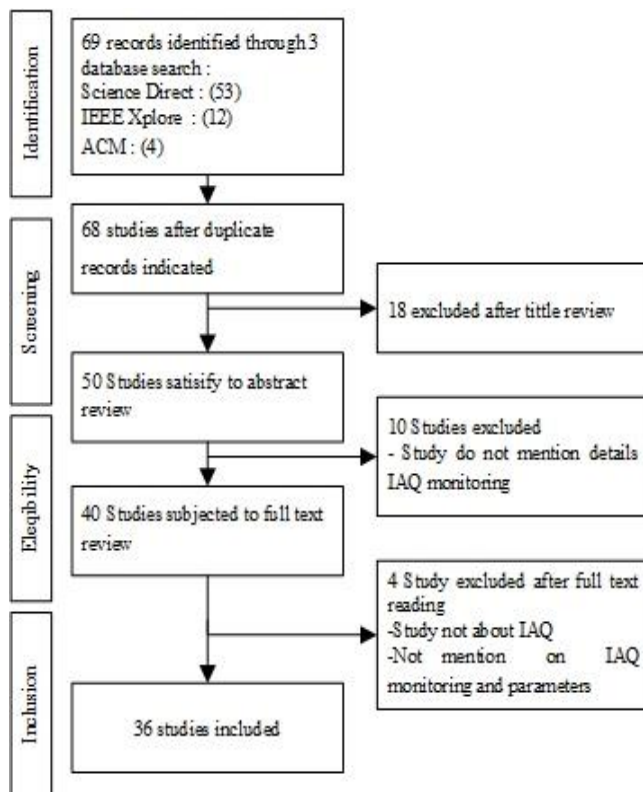 Identification
69 records identified through 3
database search :
Science Direct : (53)
IEEE Xplore : (12)
ACM : (4)
Screening
68 studies after duplicate
records indicated
18 excluded after tittle review
50 Studies satisify to abstract
review
Eleqibility
10 Studies excluded
- Study do not mention details
IAQ monitoring
40 Studies subjected to full text
review
4 Study excluded after full text
reading
-Study not about IAQ
-Not mention on IAQ
monitoring and parameters
Inclusion
36 studies included